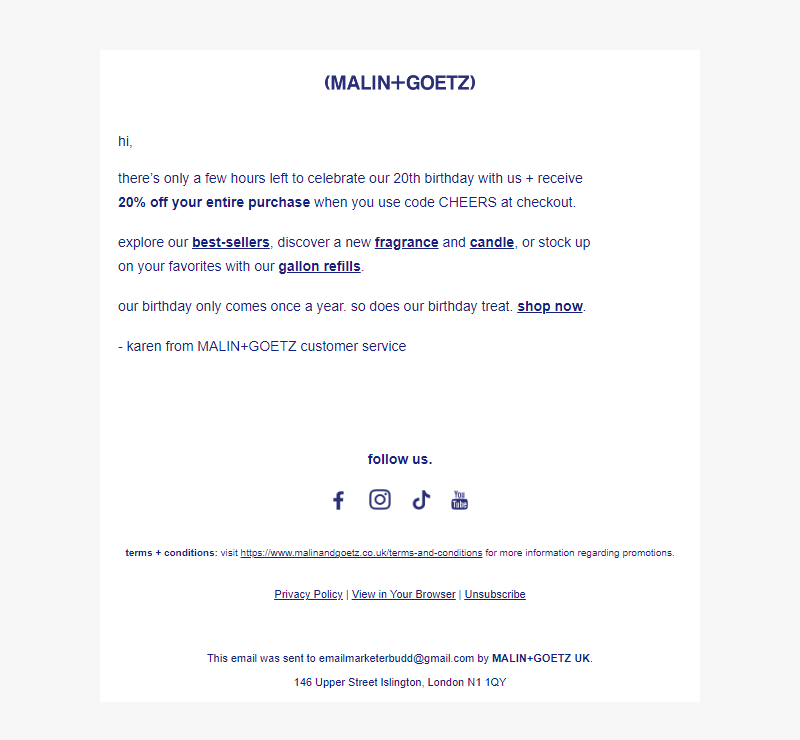 (MALIN+GOETZ)
hi,
there's only a few hours left to celebrate our 20th birthday with us + receive
20% off your entire purchase when you use code CHEERS at checkout.
explore our best-sellers, discover a new fragrance and candle, or stock up
on your favorites with our gallon refills.
our birthday only comes once a year. so does our birthday treat. shop now.
- karen from MALIN+GOETZ customer service
follow us.
You
Tube
terms + conditions: visit https://www.malinandgoetz.co.uk/terms-and-conditions for more information regarding promotions.
Privacy Policy | View in Your Browser | Unsubscribe
This email was sent to emailmarketerbudd@gmail.com by MALIN+GOETZ UK.
146 Upper Street Islington, London N1 1QY